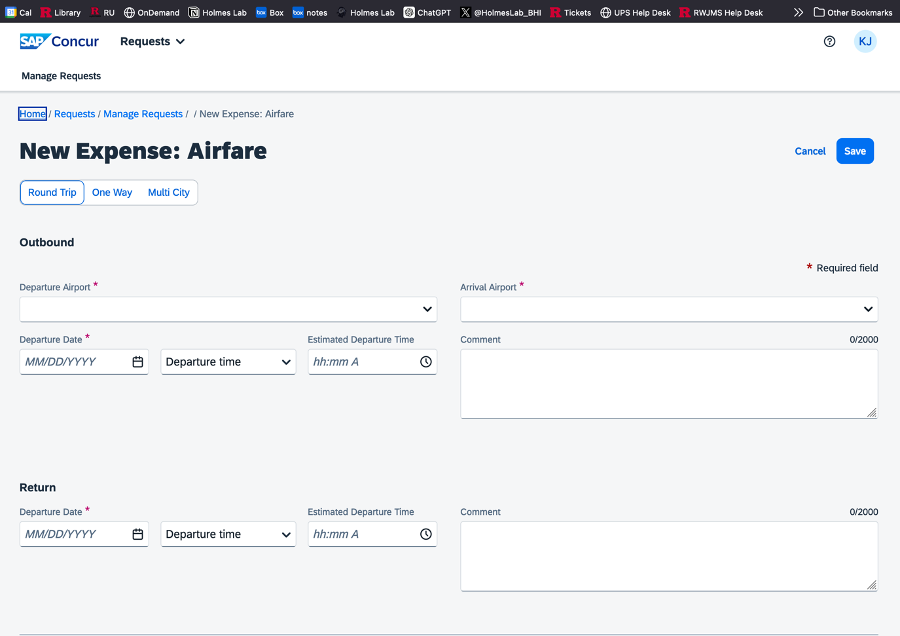 Cal Library RU OnDemand Holmes Lab Box notes Holmes Lab ChatGPT @HolmesLab_BHI Tickets UPS Help Desk RWJMS Help Desk Other Bookmarks
SAP Concur Requests KJ
Manage Requests
Home / Requests / Manage Requests / / New Expense: Airfare
New Expense: Airfare Cancel Save
Round Trip One Way Multi City
Outbound
* Required field
Departure Airport * Arrival Airport *
Departure Date * Estimated Departure Time Comment 0/2000
MM/DD/YYYY Departure time hh:mm A
Return
Departure Date * Estimated Departure Time Comment 0/2000
MM/DD/YYYY Departure time hh:mm A